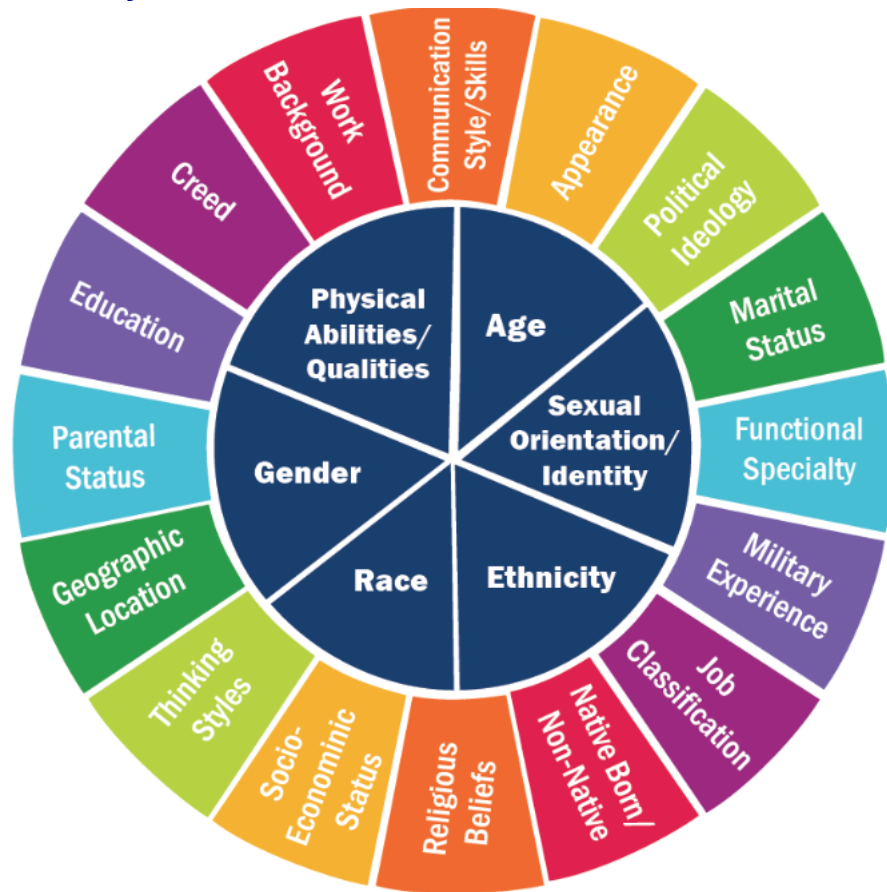 Communication
Style/Skills
Appearance
Political
Ideology
Marital
Status
Functional
Specialty
Military
Experience
Job
Classification
Native Born/
Non-Native
Religious
Beliefs
Socio-
Econominic
Status
Thinking
Styles
Geographic
Location
Parental
Status
Education
Creed
Work
Background
Age
Sexual
Orientation/
Identity
Ethnicity
Race
Gender
Physical
Abilities/
Qualities